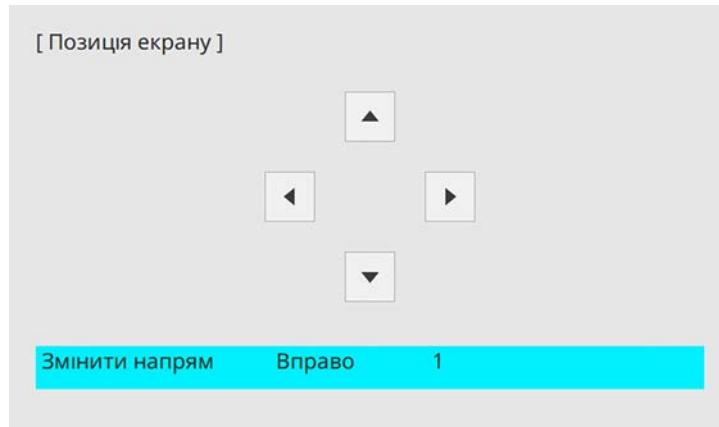 [ Позиція екрану ]
Змінити напрям Вправо 1